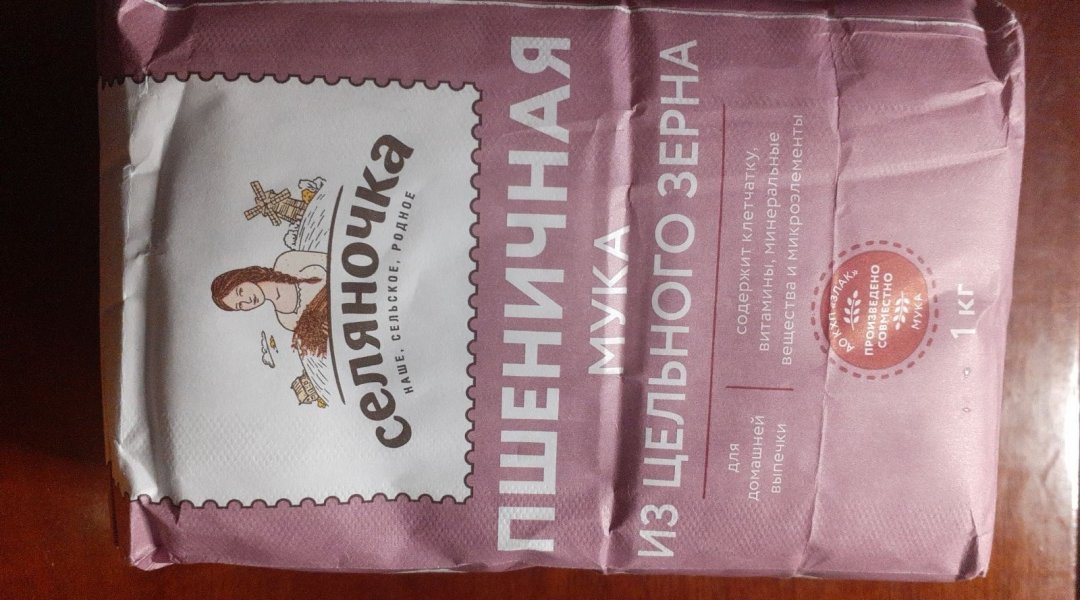 селяночка
НАШЕ, СЕЛЬСКОЕ, РОДНОЕ
ПШЕНИЧНАЯ
МУКА
ИЗ ЦЕЛЬНОГО ЗЕРНА
для
домашней
выпечки
содержит клетчатку,
витамины, минеральные
вещества и микроэлементы
«ЗЛАК»
ПРОИЗВЕДЕНО
СОВМЕСТНО
МУКА
1 кг